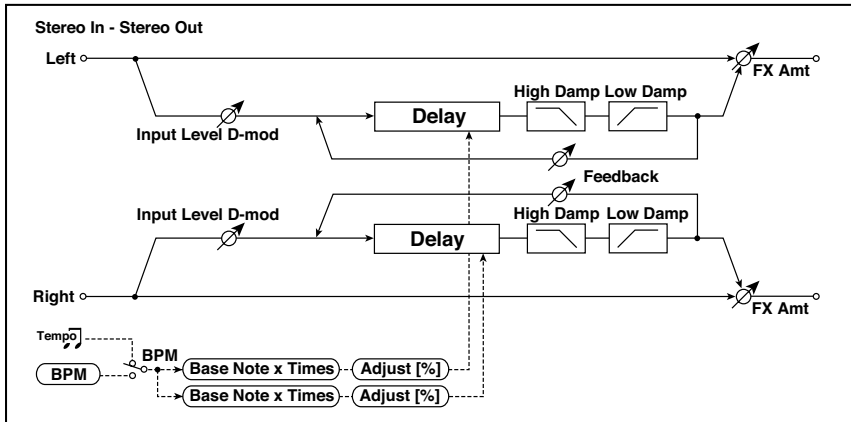 Stereo In - Stereo Out
Left
FX Amt
High Damp Low Damp
Delay
Input Level D-mod
Feedback
Input Level D-mod
High Damp Low Damp
Delay
Right
FX Amt
Tempo
BPM
BPM
Base Note x Times Adjust [%]
Base Note x Times Adjust [%]